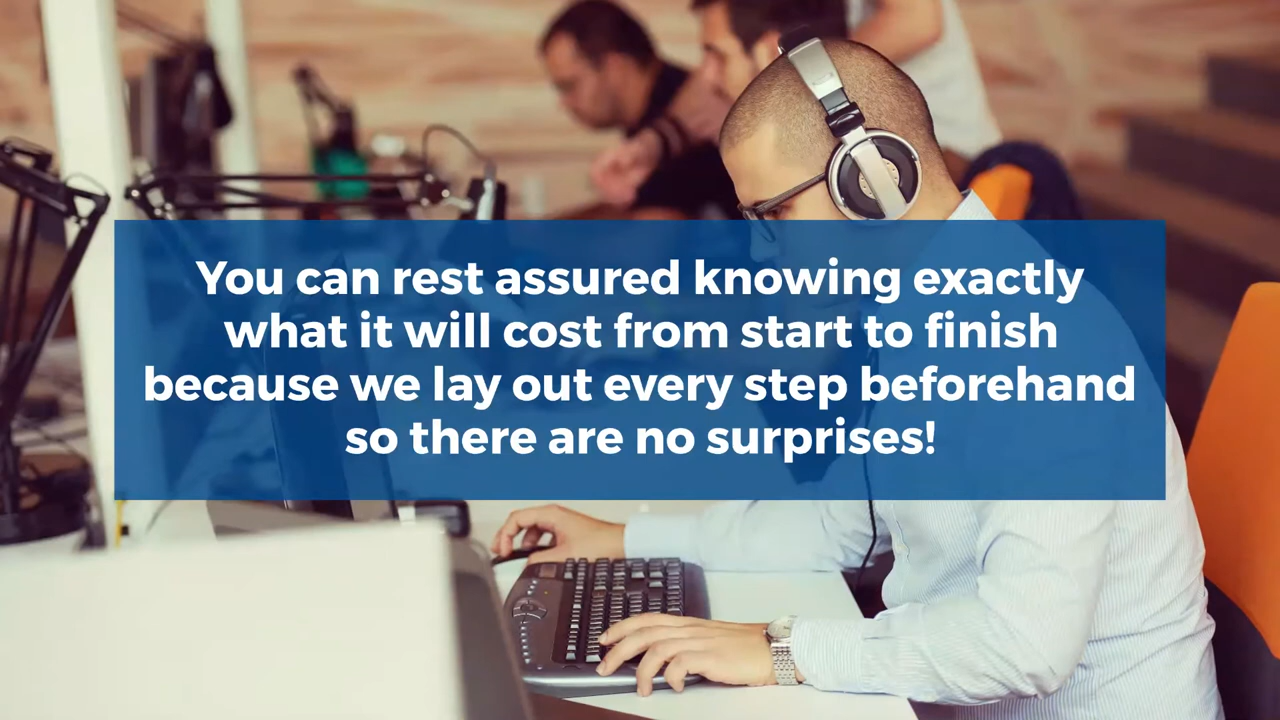 You can rest assured knowing exactly
what it will cost from start to finish
because we lay out every step beforehand
so there are no surprises!